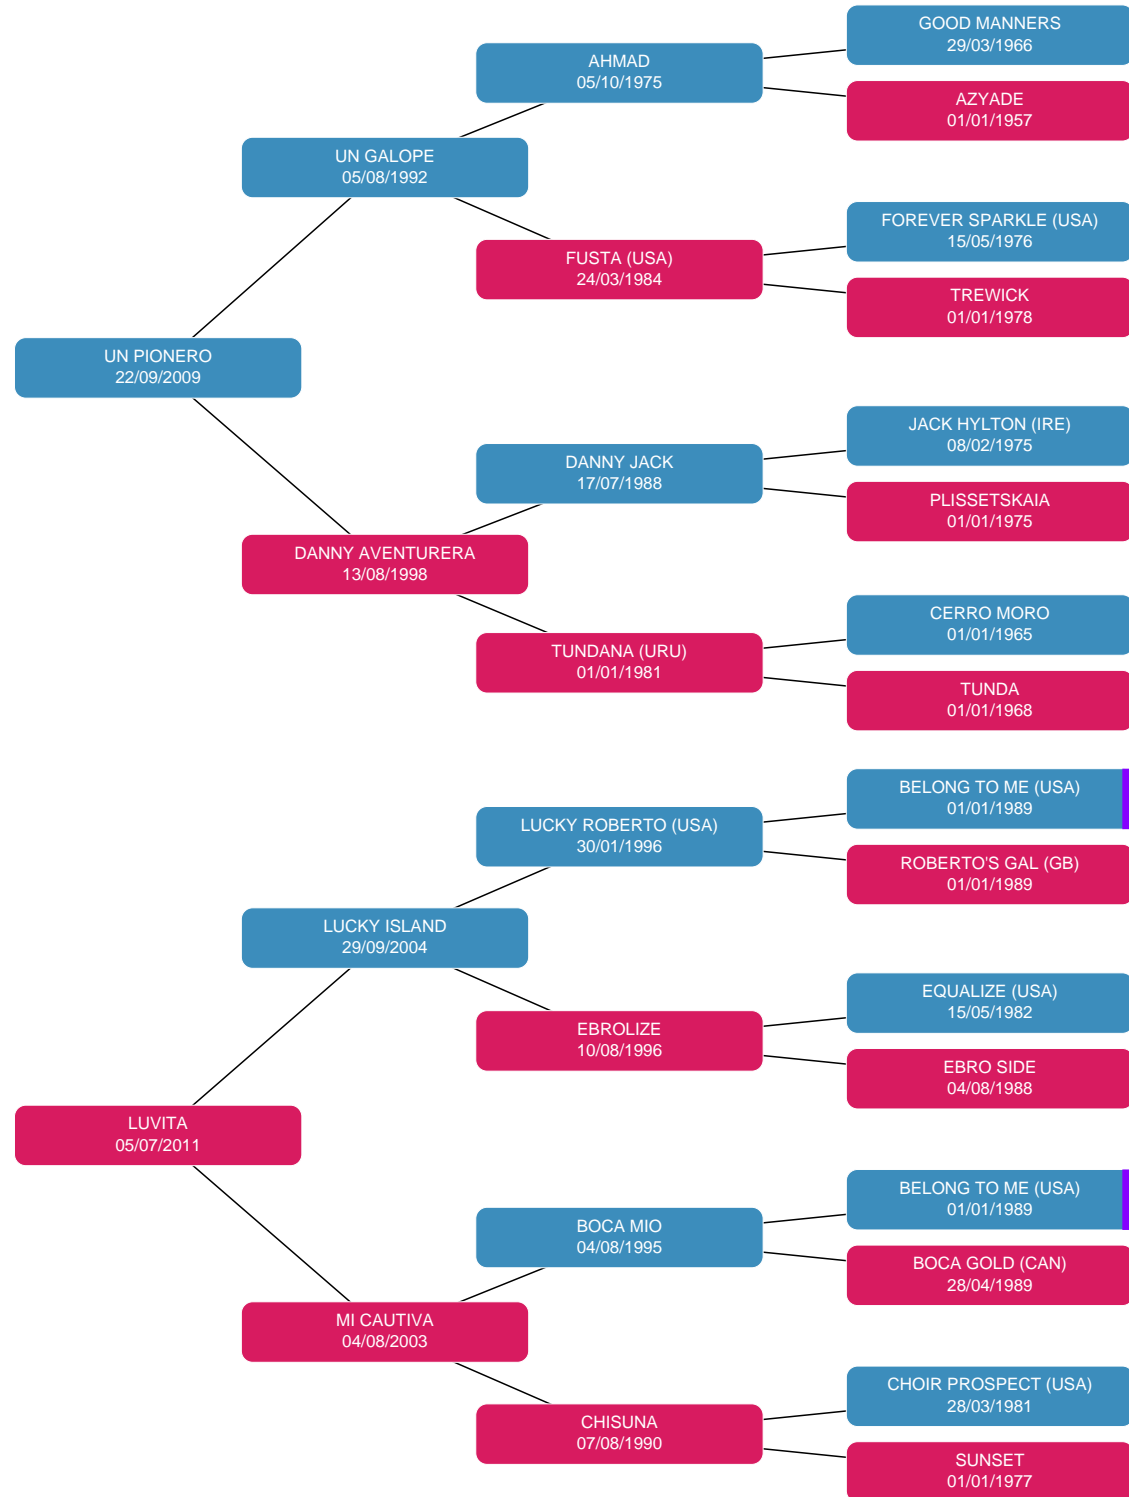 GOOD MANNERS
29/03/1966
AHMAD
05/10/1975
AZYADE
01/01/1957
UN GALOPE
05/08/1992
FOREVER SPARKLE (USA)
15/05/1976
FUSTA (USA)
24/03/1984
TREWICK
01/01/1978
UN PIONERO
22/09/2009
JACK HYLTON (IRE)
08/02/1975
DANNY JACK
17/07/1988
PLISSETSKAIA
01/01/1975
DANNY AVENTURERA
13/08/1998
CERRO MORO
01/01/1965
TUNDANA (URU)
01/01/1981
TUNDA
01/01/1968
BELONG TO ME (USA)
01/01/1989
LUCKY ROBERTO (USA)
30/01/1996
ROBERTO'S GAL (GB)
01/01/1989
LUCKY ISLAND
29/09/2004
EQUALIZE (USA)
15/05/1982
EBROLIZE
10/08/1996
EBRO SIDE
04/08/1988
LUVITA
05/07/2011
BELONG TO ME (USA)
01/01/1989
BOCA MIO
04/08/1995
BOCA GOLD (CAN)
28/04/1989
MI CAUTIVA
04/08/2003
CHOIR PROSPECT (USA)
28/03/1981
CHISUNA
07/08/1990
SUNSET
01/01/1977